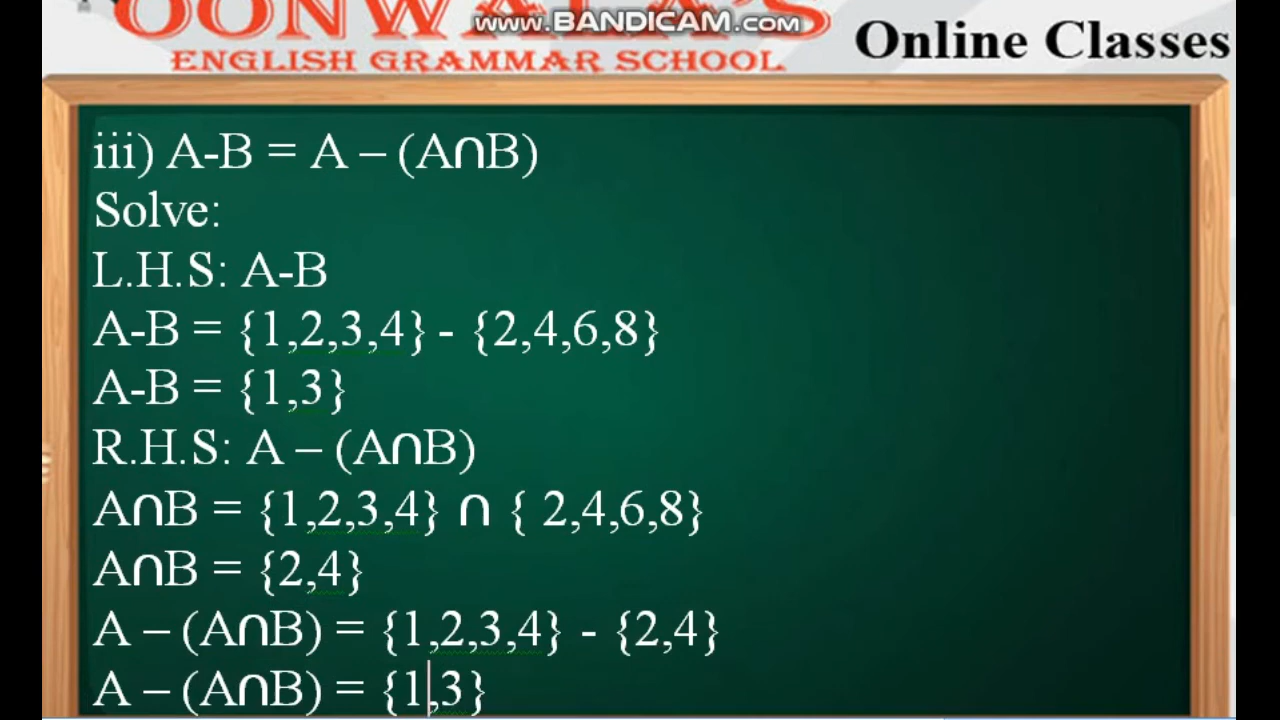 www.BANDICAM.com
OONWALA'S
ENGLISH GRAMMAR SCHOOL
Online Classes
iii) A-B = A – (A∩B)
Solve:
L.H.S: A-B
A-B = {1,2,3,4} - {2,4,6,8}
A-B = {1,3}
R.H.S: A – (A∩B)
A∩B = {1,2,3,4} ∩ { 2,4,6,8}
A∩B = {2,4}
A – (A∩B) = {1,2,3,4} - {2,4}
A – (A∩B) = {1,3}